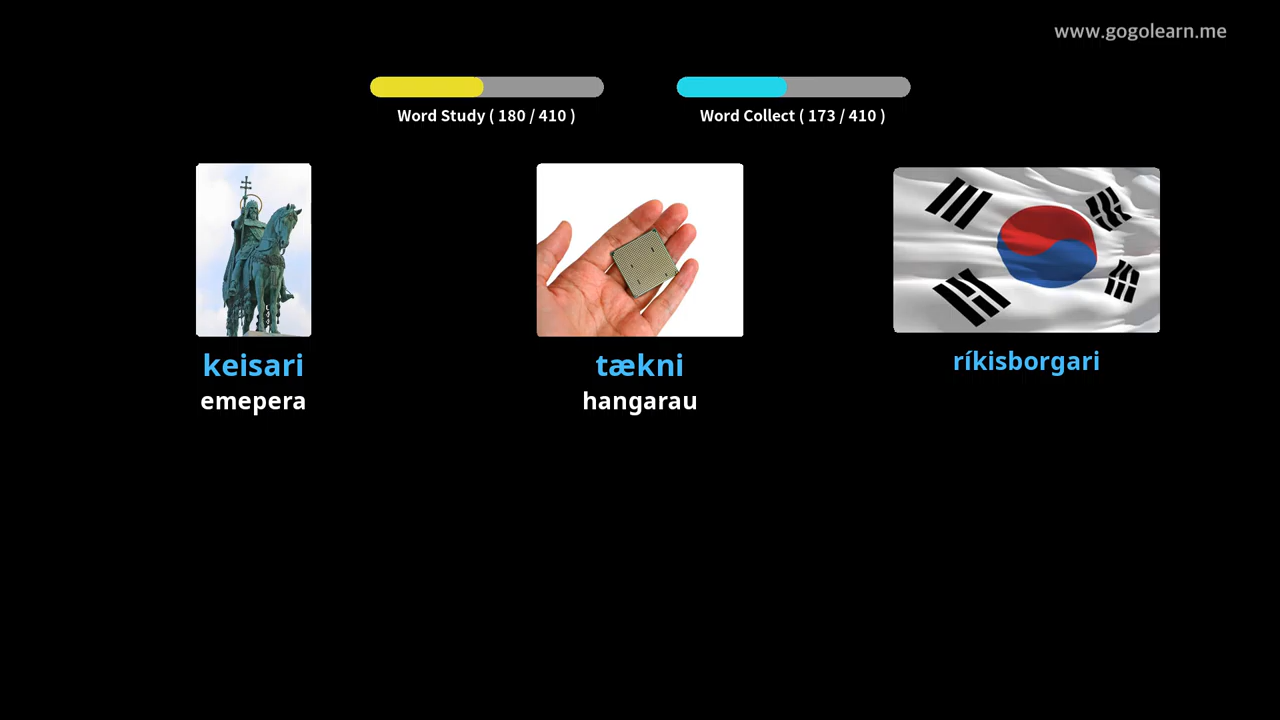 www.gogolearn.me
Word Study ( 180 / 410 )
Word Collect ( 173 / 410 )
keisari
emepera
tækni
hangarau
ríkisborgari